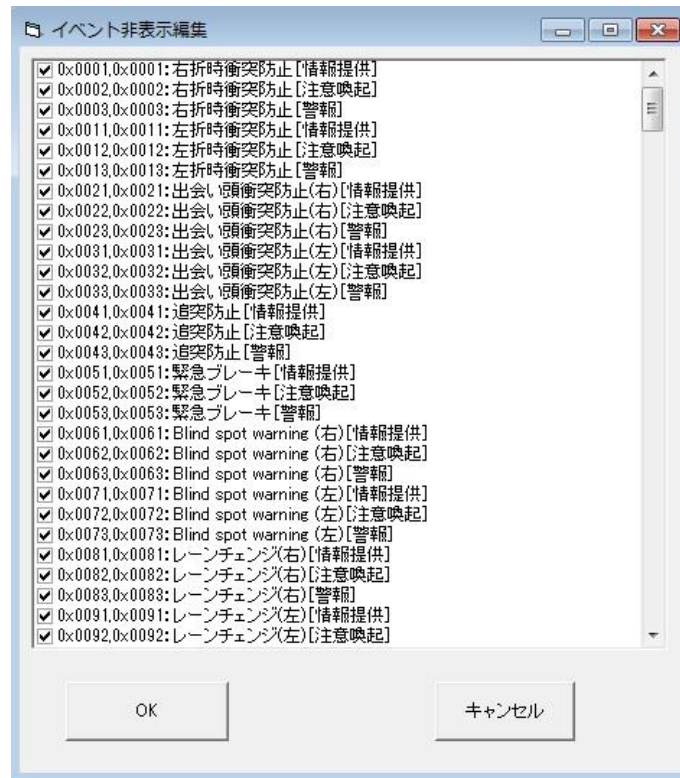 イベント非表示編集
0x0001,0x0001:右折時衝突防止[情報提供]
0x0002,0x0002:右折時衝突防止[注意喚起]
0x0003,0x0003:右折時衝突防止[警報]
0x0011,0x0011:左折時衝突防止[情報提供]
0x0012,0x0012:左折時衝突防止[注意喚起]
0x0013,0x0013:左折時衝突防止[警報]
0x0021,0x0021:出会い頭衝突防止(右)[情報提供]
0x0022,0x0022:出会い頭衝突防止(右)[注意喚起]
0x0023,0x0023:出会い頭衝突防止(右)[警報]
0x0031,0x0031:出会い頭衝突防止(左)[情報提供]
0x0032,0x0032:出会い頭衝突防止(左)[注意喚起]
0x0033,0x0033:出会い頭衝突防止(左)[警報]
0x0041,0x0041:追突防止[情報提供]
0x0042,0x0042:追突防止[注意喚起]
0x0043,0x0043:追突防止[警報]
0x0051,0x0051:緊急ブレーキ[情報提供]
0x0052,0x0052:緊急ブレーキ[注意喚起]
0x0053,0x0053:緊急ブレーキ[警報]
0x0061,0x0061:Blind spot warning (右)[情報提供]
0x0062,0x0062:Blind spot warning (右)[注意喚起]
0x0063,0x0063:Blind spot warning (右)[警報]
0x0071,0x0071:Blind spot warning (左)[情報提供]
0x0072,0x0072:Blind spot warning (左)[注意喚起]
0x0073,0x0073:Blind spot warning (左)[警報]
0x0081,0x0081:レーンチェンジ(右)[情報提供]
0x0082,0x0082:レーンチェンジ(右)[注意喚起]
0x0083,0x0083:レーンチェンジ(右)[警報]
0x0091,0x0091:レーンチェンジ(左)[情報提供]
0x0092,0x0092:レーンチェンジ(左)[注意喚起]
OK
キャンセル